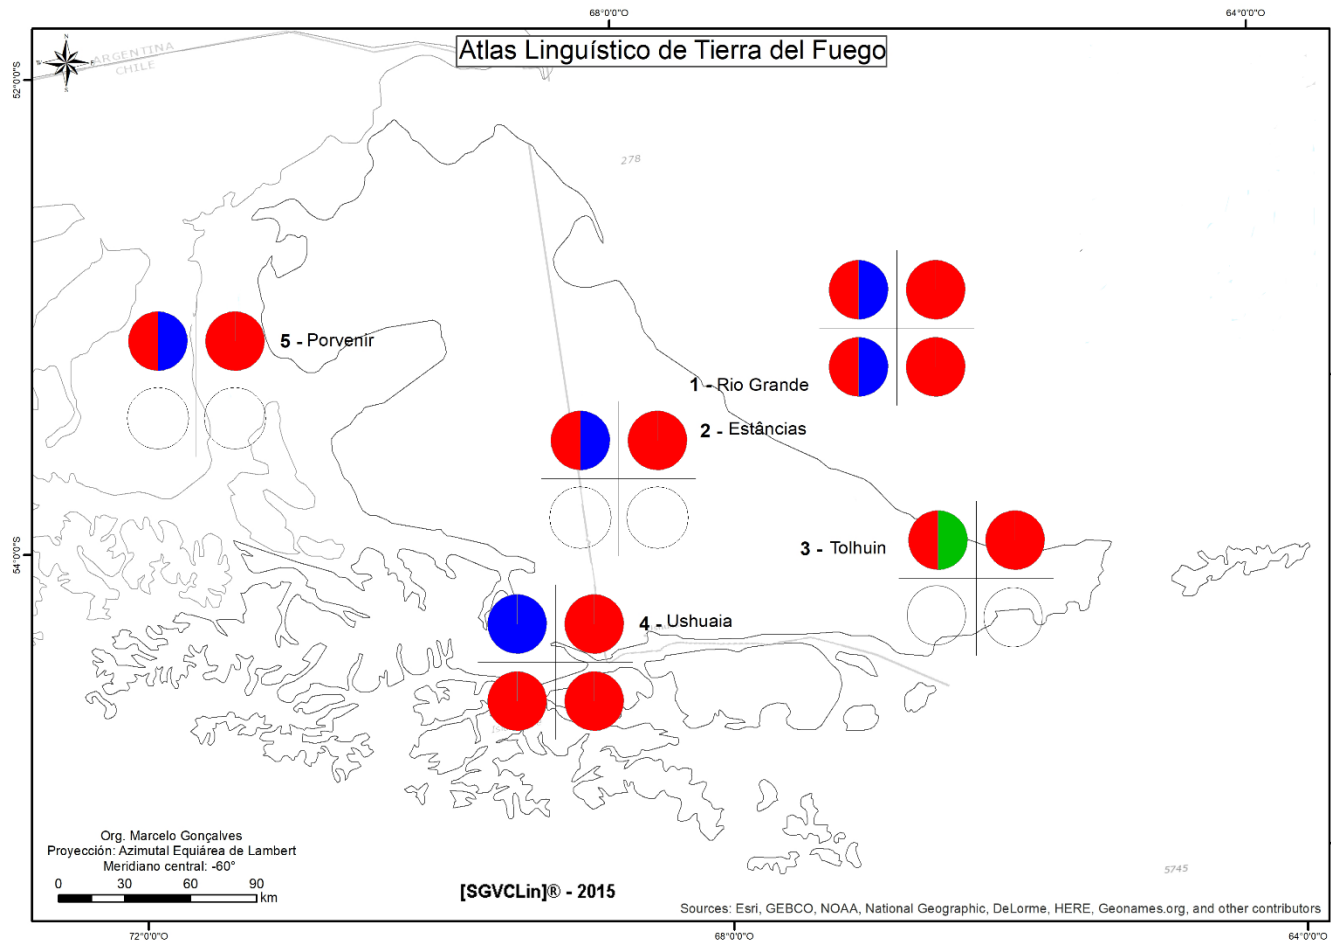 68°0'0"O
64°0'0"O
Atlas Linguístico de Tierra del Fuego
ARGENTINA
CHILE
52°0'0"S
278
5 - Porvenir
1 - Rio Grande
2 - Estâncias
3 - Tolhuin
54°0'0"S
4 - Ushuaia
Org. Marcelo Gonçalves
Proyección: Azimutal Equiárea de Lambert
Meridiano central: -60°
0 30 60 90
km
[SGVCLin]® - 2015
5745
Sources: Esri, GEBCO, NOAA, National Geographic, DeLorme, HERE, Geonames.org, and other contributors
72°0'0"O
68°0'0"O
64°0'0"O